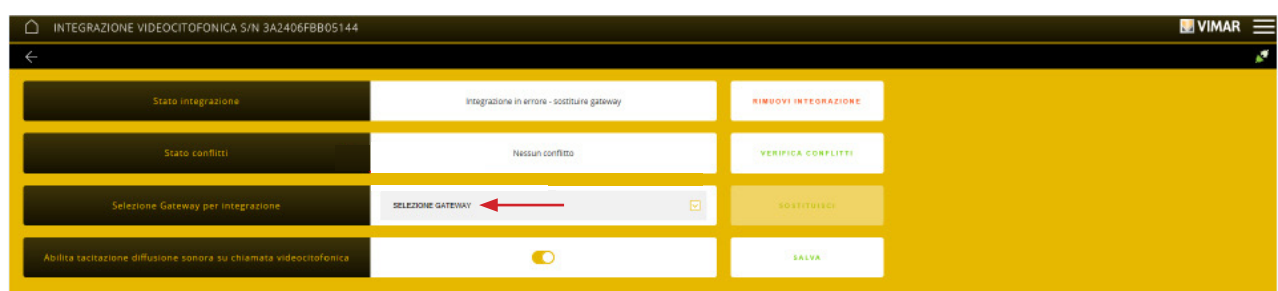 INTEGRAZIONE VIDEOCITOFONICA S/N 3A2406FBB05144
VIMAR
Stato integrazione
Integrazione in errore - sostituire gateway
RIMUOVI INTEGRAZIONE
Stato conflitti
Nessun conflitto
VERIFICA CONFLITTI
Selezione Gateway per integrazione
SELEZIONE GATEWAY
SOSTITUISCI
Abilita tacitazione diffusione sonora su chiamata videocitofonica
SALVA